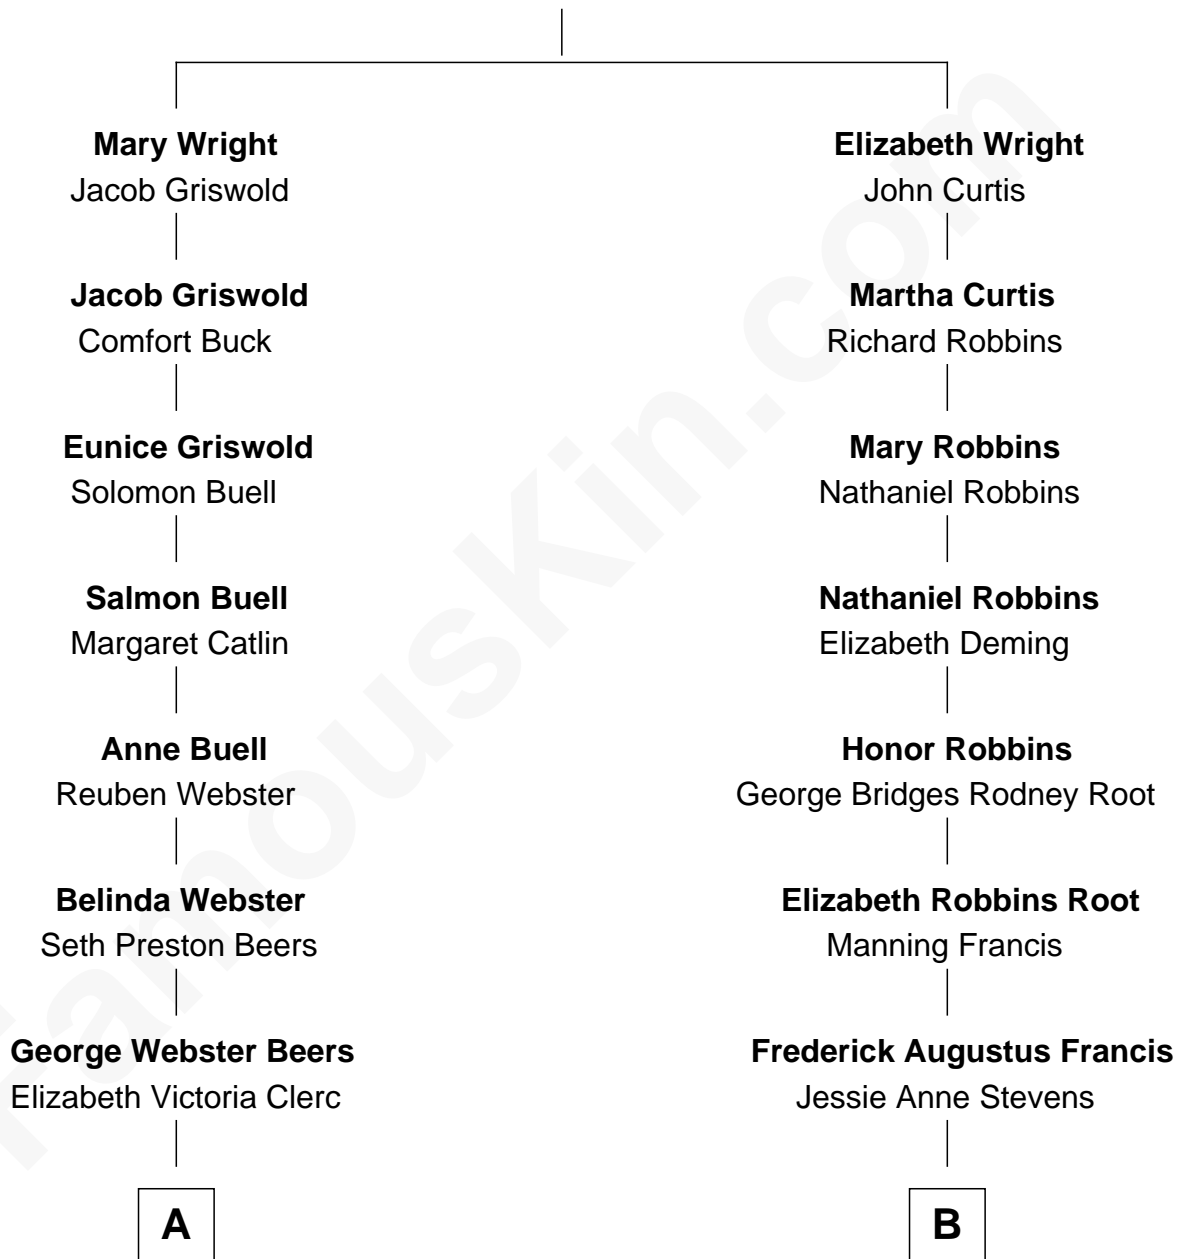 Mary Wright
Jacob Griswold
Jacob Griswold
Comfort Buck
Eunice Griswold
Solomon Buell
Salmon Buell
Margaret Catlin
Anne Buell
Reuben Webster
Belinda Webster
Seth Preston Beers
George Webster Beers
Elizabeth Victoria Clerc
A
Elizabeth Wright
John Curtis
Martha Curtis
Richard Robbins
Mary Robbins
Nathaniel Robbins
Nathaniel Robbins
Elizabeth Deming
Honor Robbins
George Bridges Rodney Root
Elizabeth Robbins Root
Manning Francis
Frederick Augustus Francis
Jessie Anne Stevens
B
FamousKin.com